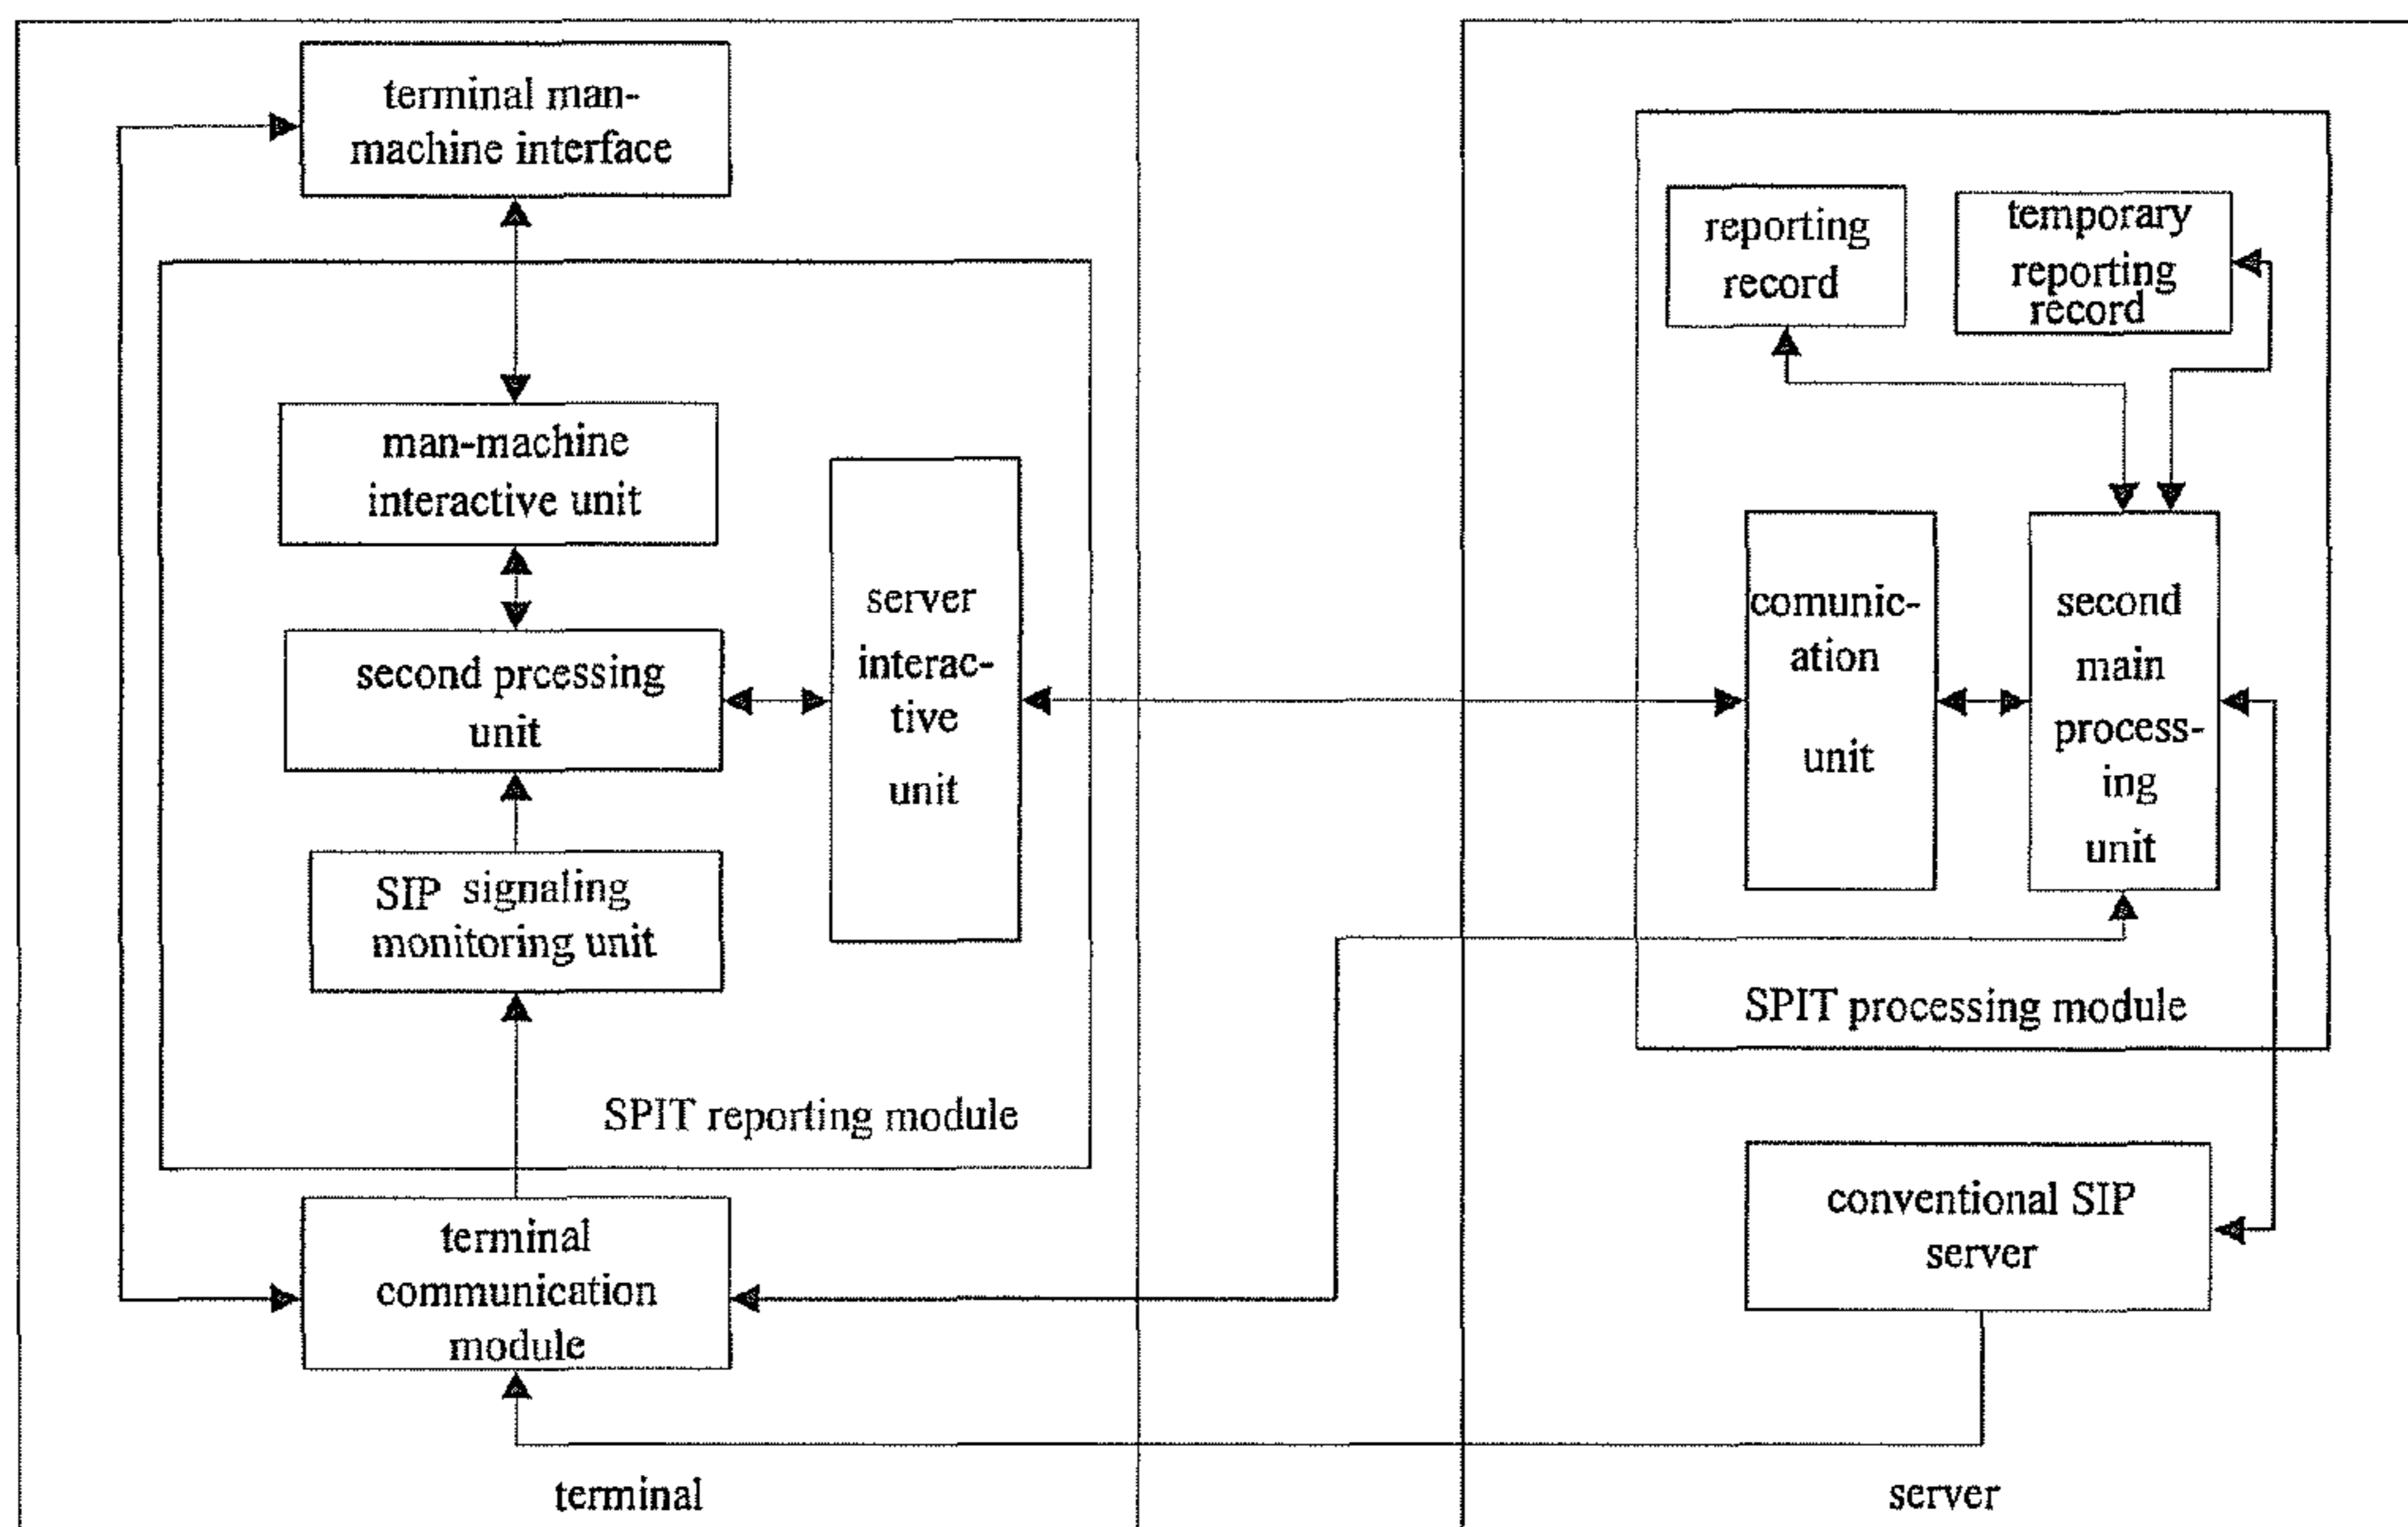 terminal man-
machine interface
man-machine
interactive unit
second prcessing
unit
SIP signaling
monitoring unit
server
interac-
tive
unit
SPIT reporting module
terminal
communication
module
terminal
reporting
record
temporary
reporting
record
comunic-
ation
unit
second
main
process-
ing
unit
SPIT processing module
conventional SIP
server
server